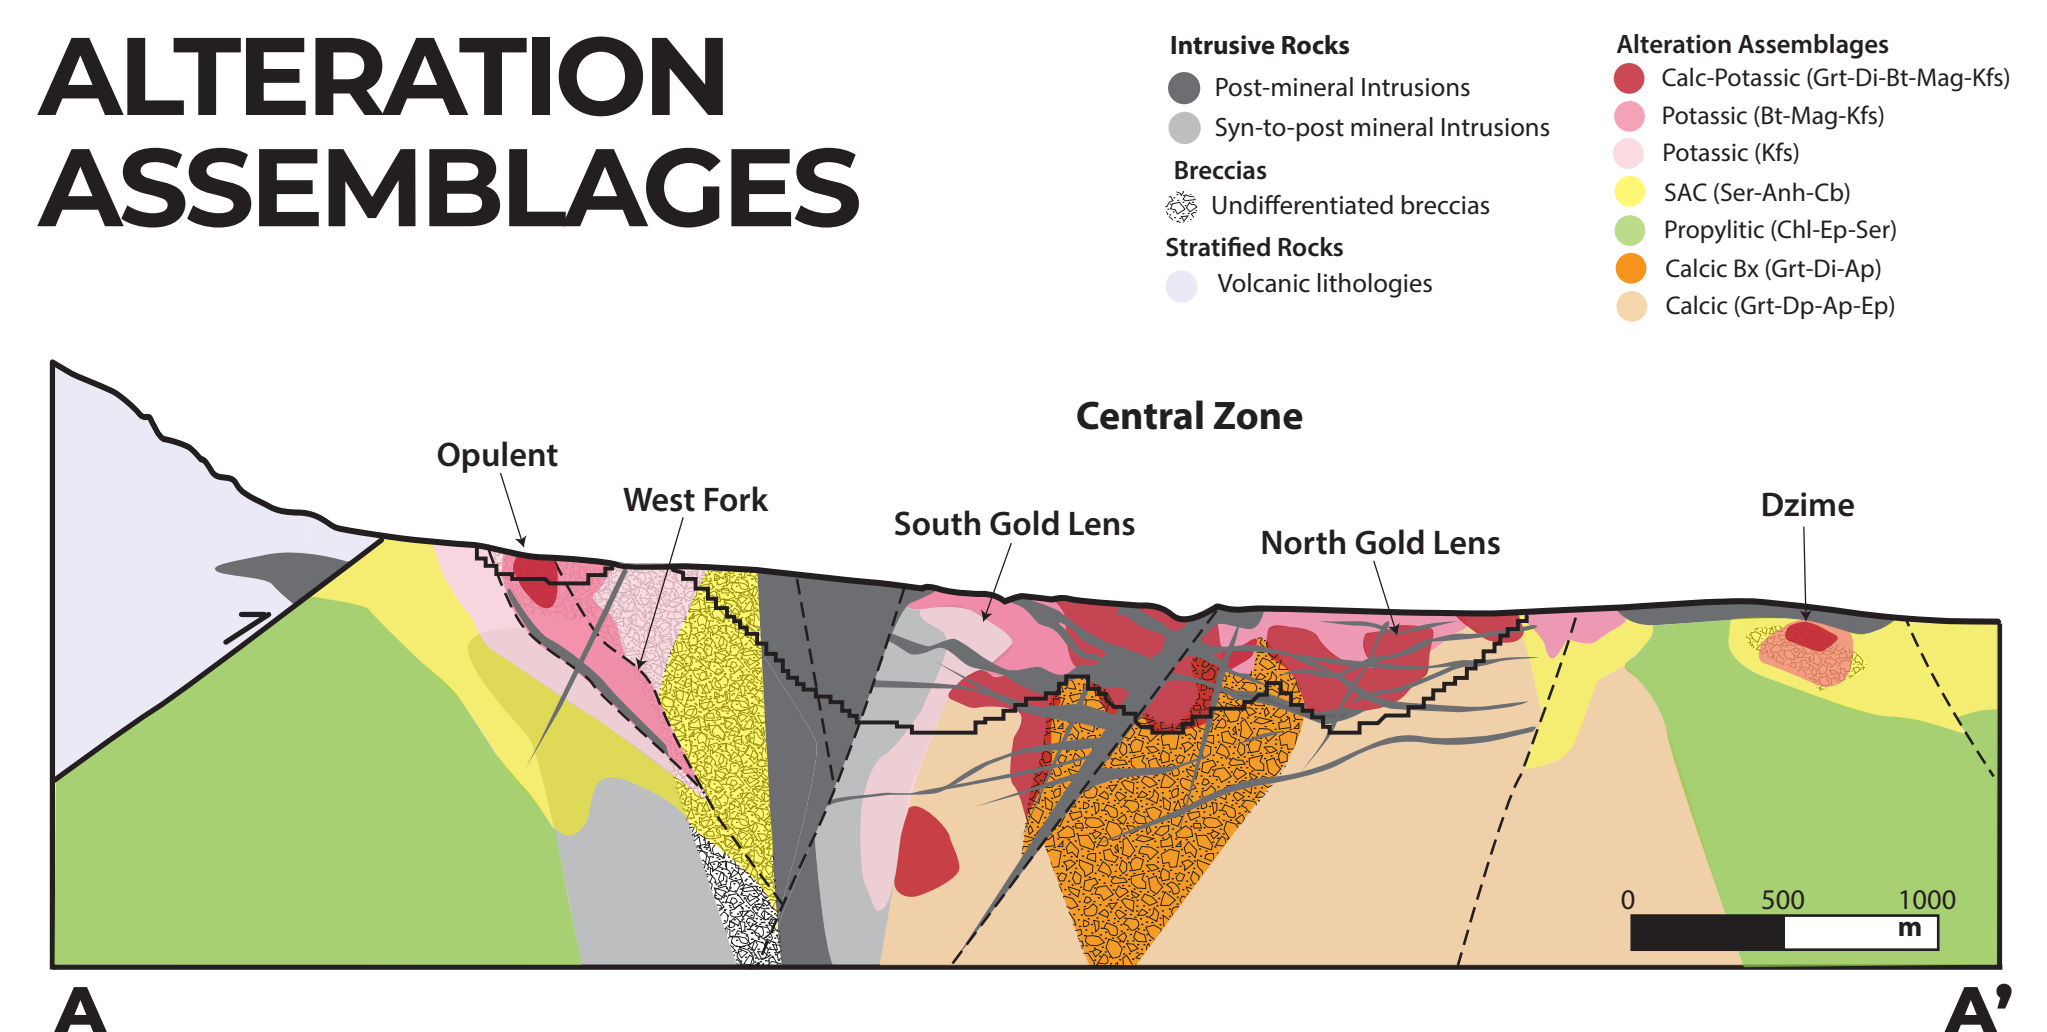 ALTERATION
ASSEMBLAGES
Intrusive Rocks
Post-mineral Intrusions
Syn-to-post mineral Intrusions
Breccias
Undifferentiated breccias
Stratified Rocks
Volcanic lithologies
Alteration Assemblages
Calc-Potassic (Grt-Di-Bt-Mag-Kfs)
Potassic (Bt-Mag-Kfs)
Potassic (Kfs)
SAC (Ser-Anh-Cb)
Propylitic (Chl-Ep-Ser)
Calcic Bx (Grt-Di-Ap)
Calcic (Grt-Dp-Ap-Ep)
Central Zone
Opulent
West Fork
South Gold Lens
North Gold Lens
Dzime
0 500 1000
m
A A’